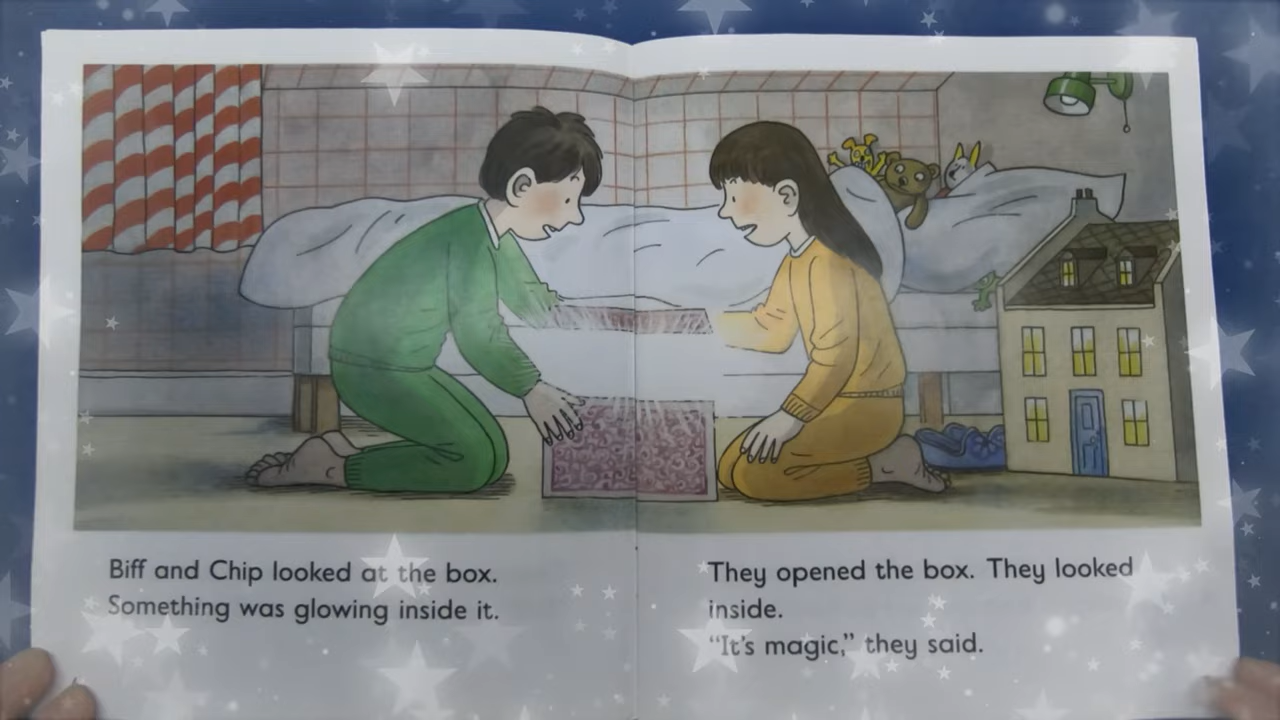 Biff and Chip looked at the box.
Something was glowing inside it.
They opened the box. They looked
inside.
“It’s magic,” they said.